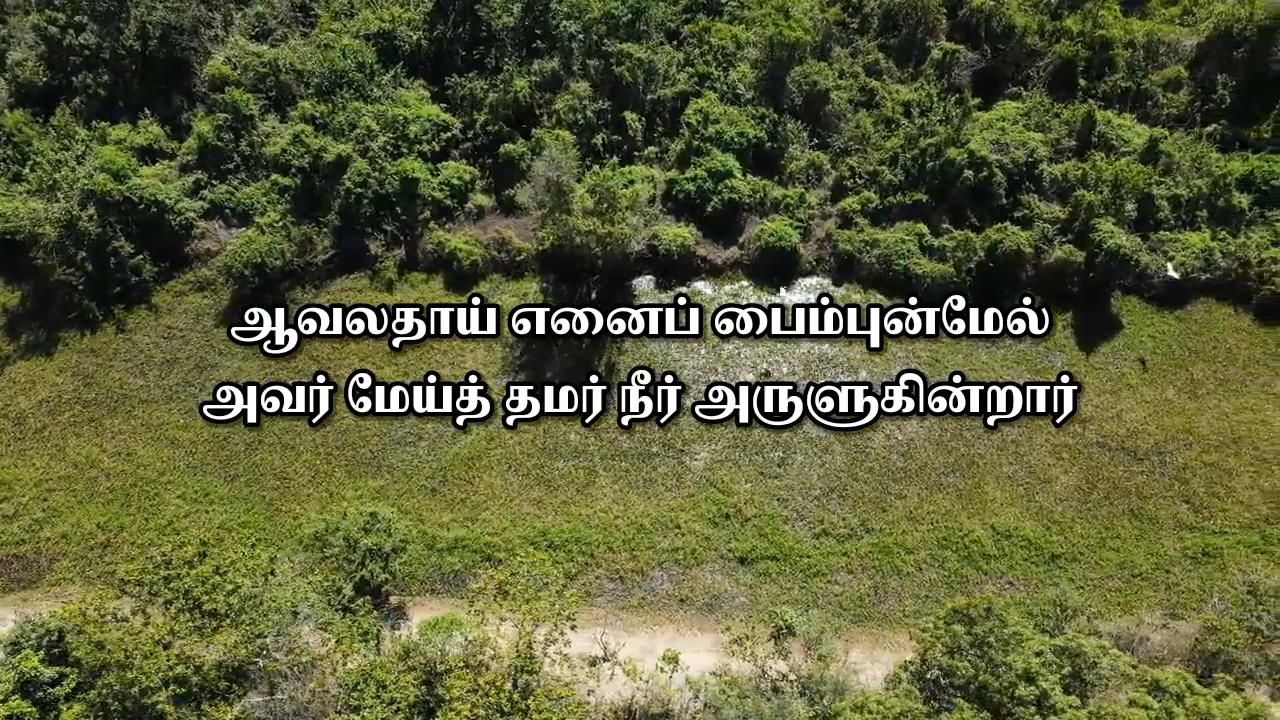 ஆவலதாய் எனைப் பைம்புன்மேல்
அவர் மேய்த் தமர் நீர் அருளுகின்றார்